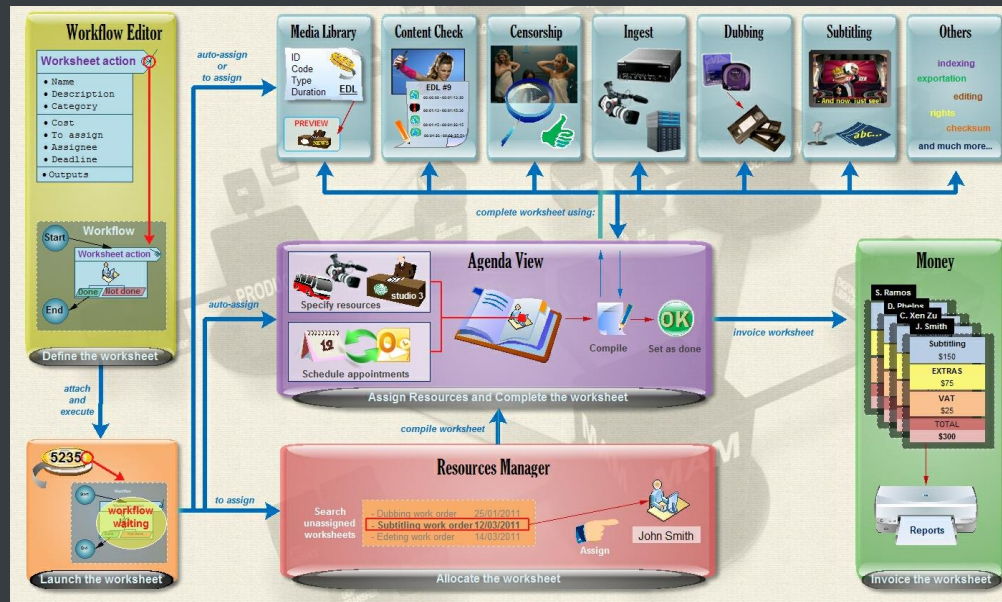 Workflow Editor
Worksheet action
• Name
• Description
• Category
• Cost
• To assign
• Assignee
• Deadline
• Outputs
Workflow
Start
Worksheet action
Done / Not done
End
Define the worksheet
attach
and
execute
5235
Start
Workflow
workflow
waiting
End
Launch the worksheet
auto-assign
or
to assign
auto-assign
to assign
Media Library
ID
Code
Type
Duration
EDL
PREVIEW
NEWS
Content Check
EDL #9
Censorship
Ingest
Dubbing
Subtitling
- And now, just see!
abc...
Others
indexing
exportation
editing
rights
checksum
and much more...
complete worksheet using:
Agenda View
studio 3
Specify resources
12
Schedule appointments
Compile
OK
Set as done
Assign Resources and Complete the worksheet
invoice worksheet
compile worksheet
Resources Manager
Search
unassigned
worksheets
- Dubbing work order 25/01/2011
- Subtitling work order 12/03/2011
- Edeting work order 14/03/2011
Assign
John Smith
Allocate the worksheet
Money
S. Ramos
D. Phelps
C. Xen Zu
J. Smith
Subtitling
$150
EXTRAS
$75
VAT
$25
TOTAL
$300
Reports
Invoice the worksheet